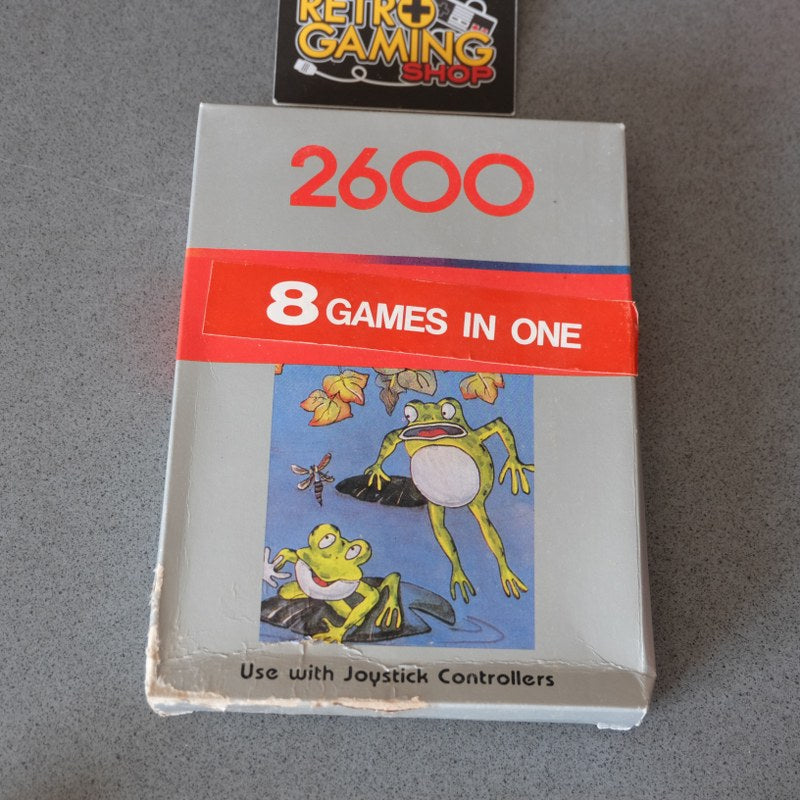 RETRO
GAMING
SHOP
2600
8 GAMES IN ONE
Use with Joystick Controllers